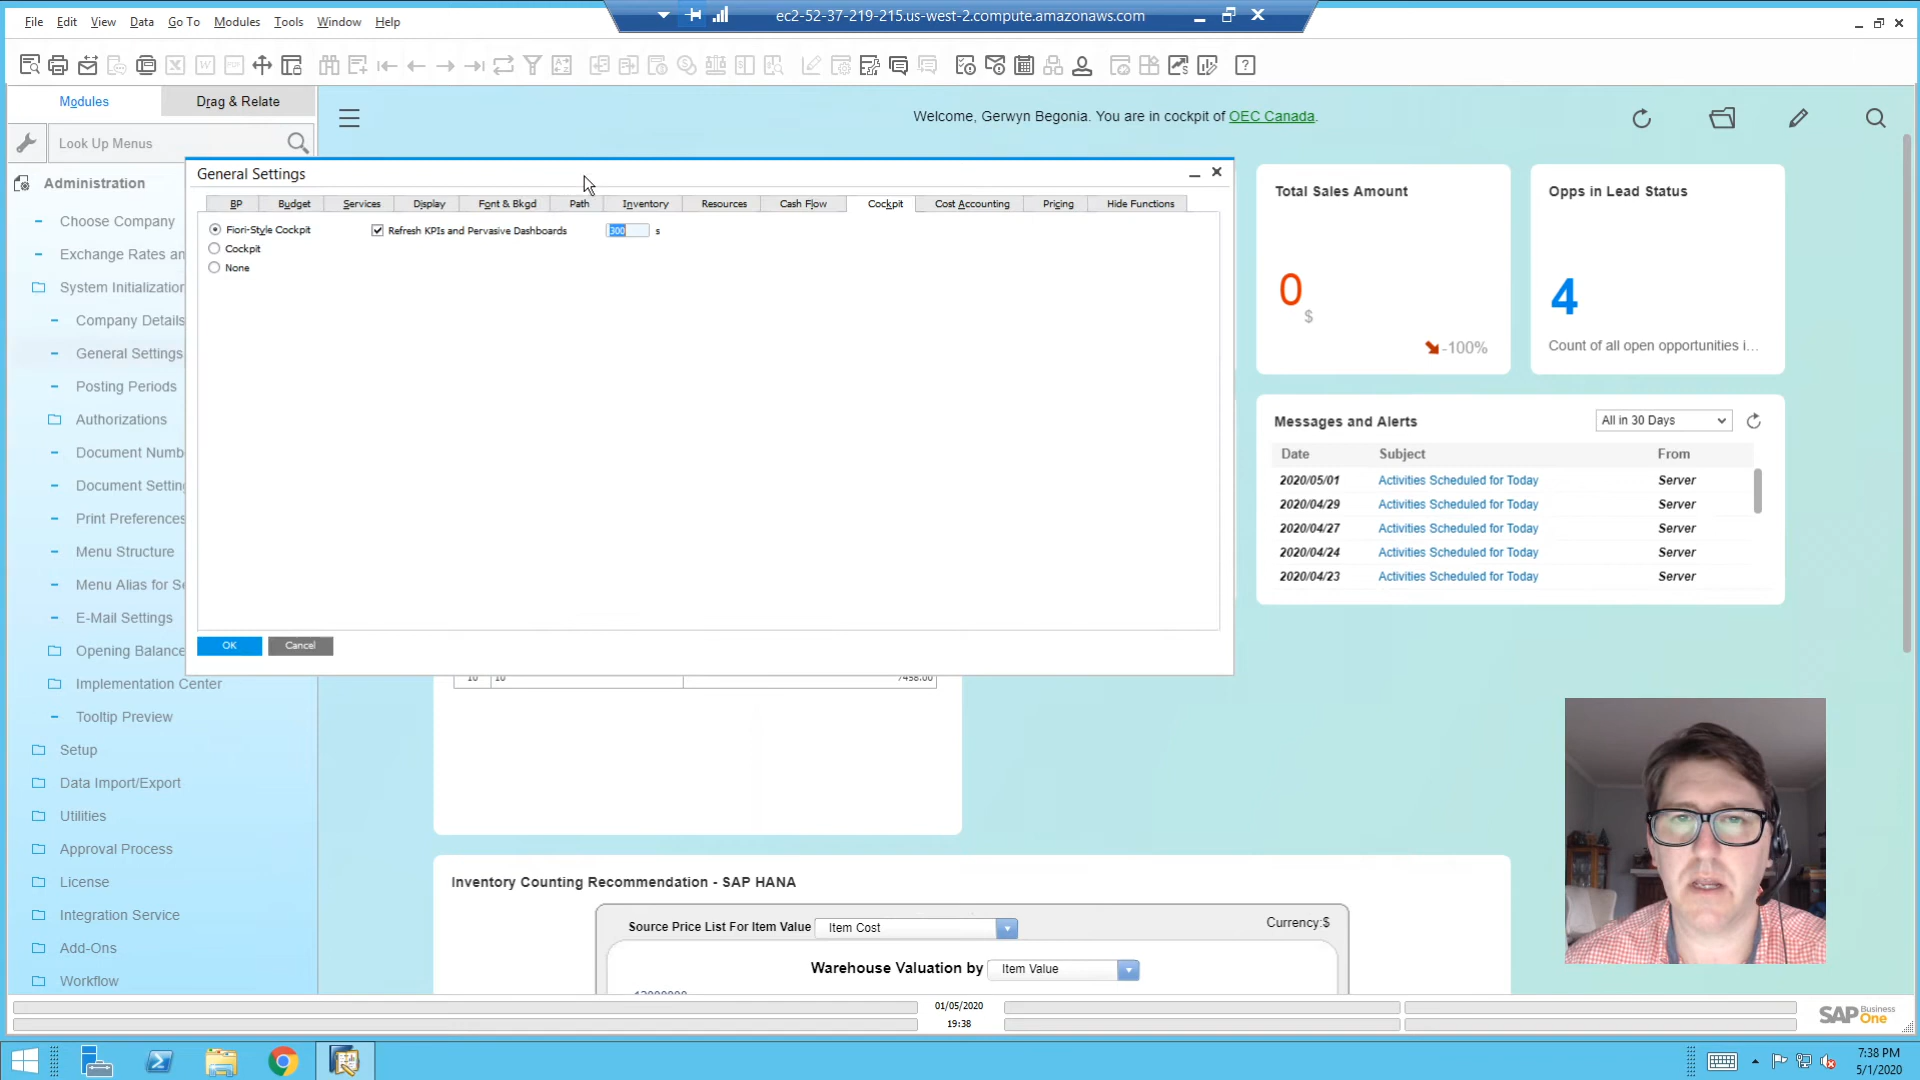 File Edit View Data Go To Modules Tools Window Help
ec2-52-37-219-215.us-west-2.compute.amazonaws.com
Modules
Drag & Relate
Look Up Menus
Welcome, Gerwyn Begonia. You are in cockpit of OEC Canada.
Administration
Choose Company
Exchange Rates an
System Initialization
Company Details
General Settings
Posting Periods
Authorizations
Document Numb
Document Setting
Print Preferences
Menu Structure
Menu Alias for Se
E-Mail Settings
Opening Balance
Implementation Center
Tooltip Preview
Setup
Data Import/Export
Utilities
Approval Process
License
Integration Service
Add-Ons
Workflow
General Settings
BP Budget Services Display Font & Bkgd Path Inventory Resources Cash Flow Cockpit Cost Accounting Pricing Hide Functions
Fiori-Style Cockpit
Refresh KPIs and Pervasive Dashboards 300 s
Cockpit
None
OK
Cancel
Total Sales Amount
0
$
-100%
Opps in Lead Status
4
Count of all open opportunities i...
Messages and Alerts
All in 30 Days
Date Subject From
2020/05/01 Activities Scheduled for Today Server
2020/04/29 Activities Scheduled for Today Server
2020/04/27 Activities Scheduled for Today Server
2020/04/24 Activities Scheduled for Today Server
2020/04/23 Activities Scheduled for Today Server
10 10 7458.00
Inventory Counting Recommendation - SAP HANA
Source Price List For Item Value Item Cost
Currency:$
Warehouse Valuation by Item Value
01/05/2020
19:38
SAP Business One
7:38 PM
5/1/2020